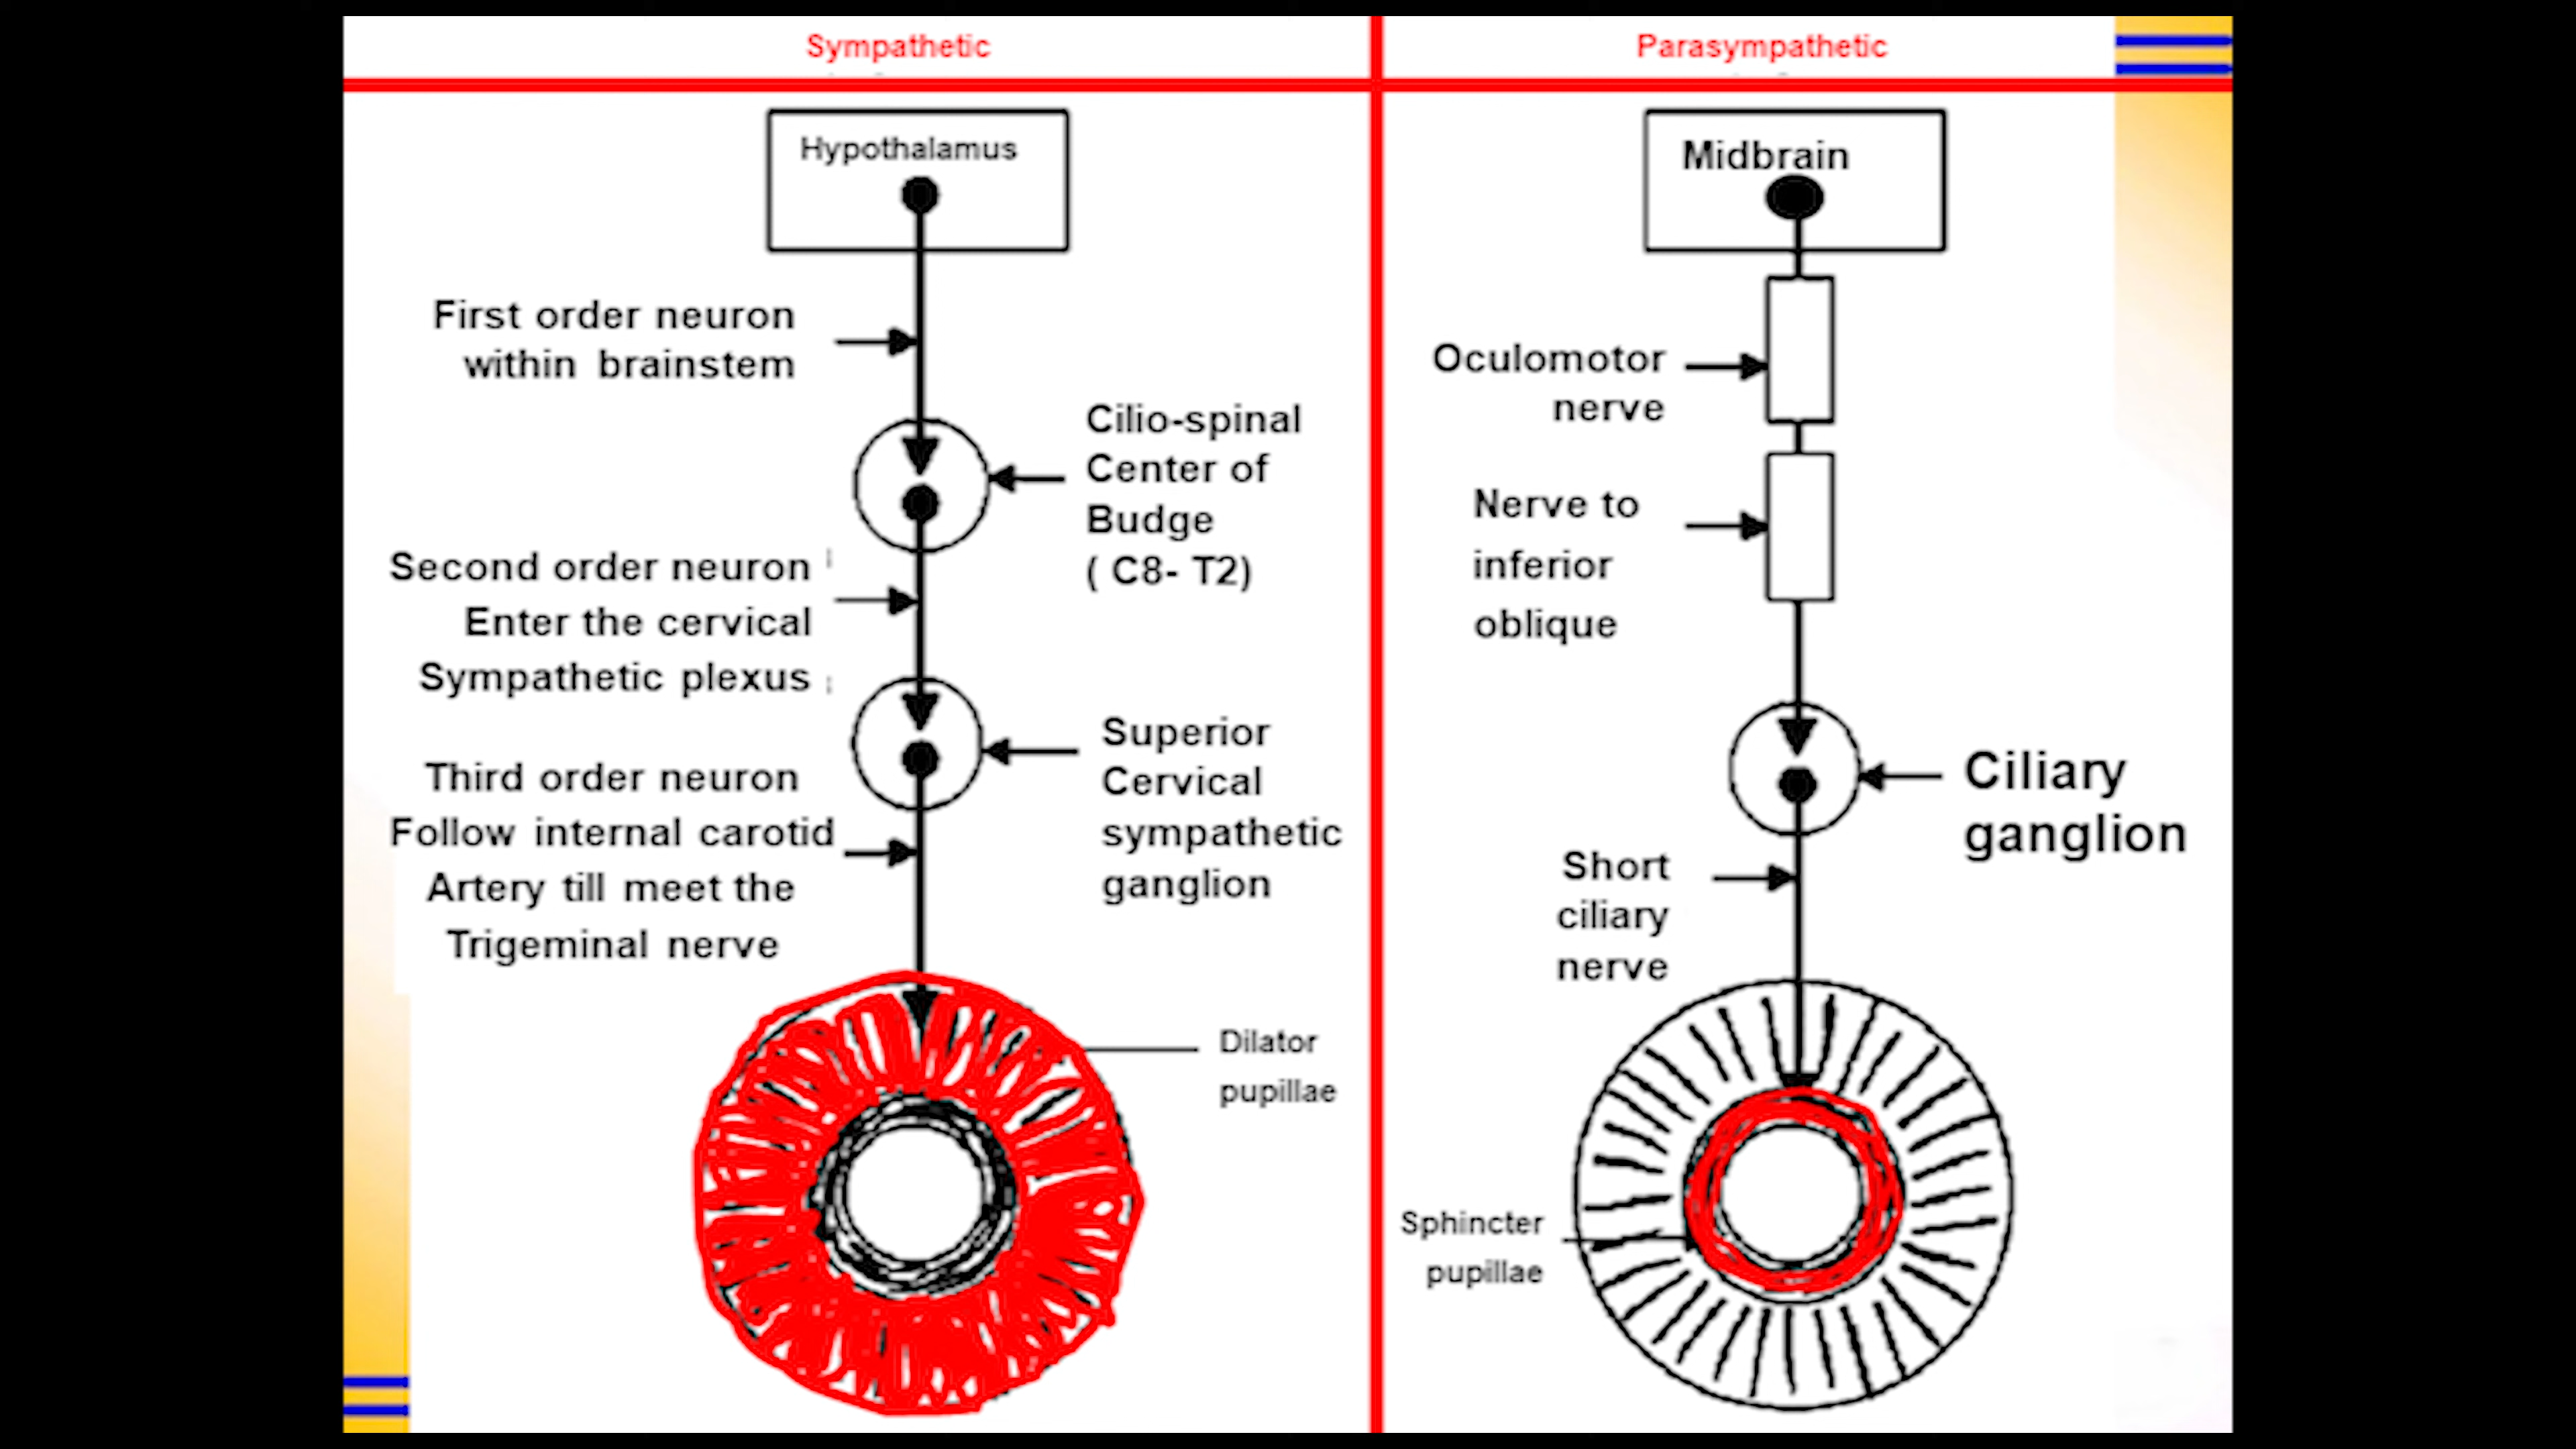 Sympathetic
Hypothalamus
First order neuron
within brainstem
Cilio-spinal
Center of
Budge
( C8- T2)
Second order neuron
Enter the cervical
Sympathetic plexus
Superior
Cervical
sympathetic
ganglion
Third order neuron
Follow internal carotid
Artery till meet the
Trigeminal nerve
Dilator
pupillae
Parasympathetic
Midbrain
Oculomotor
nerve
Nerve to
inferior
oblique
Ciliary
ganglion
Short
ciliary
nerve
Sphincter
pupillae